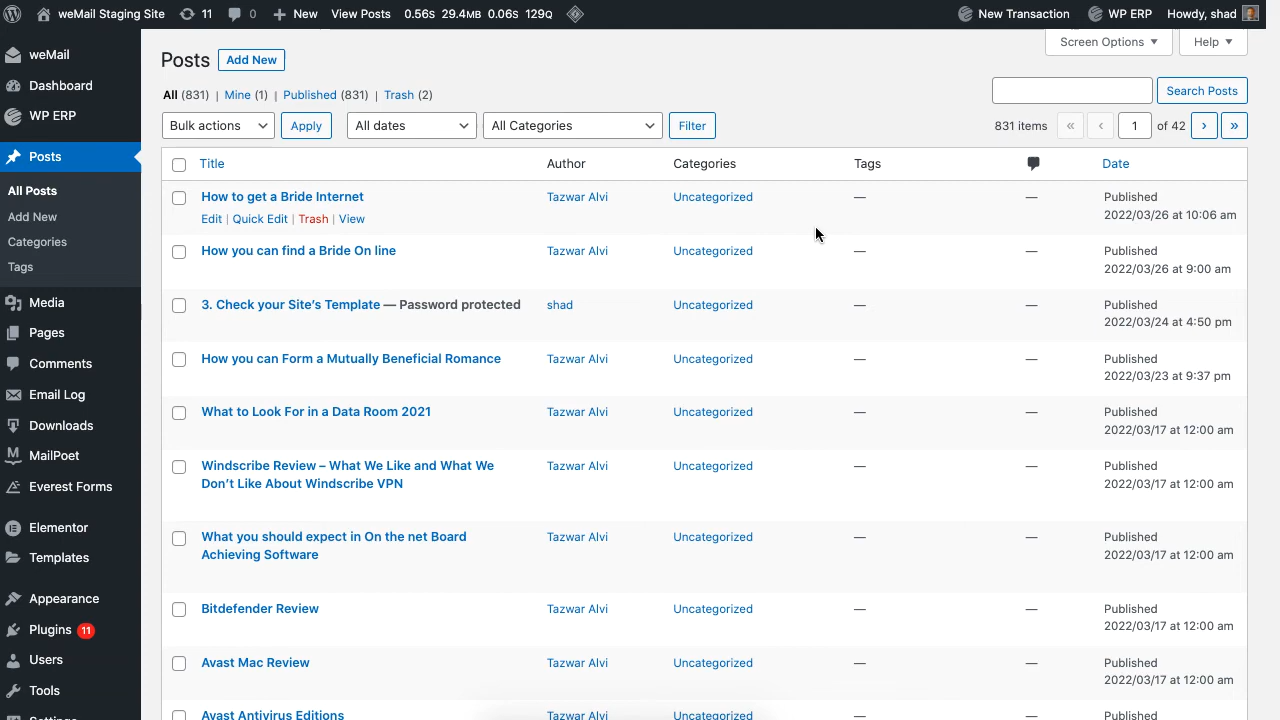 weMail Staging Site 11 0 New View Posts 0.56S 29.4MB 0.06S 129Q New Transaction WP ERP Howdy, shad
weMail
Dashboard
WP ERP
Posts
All Posts
Add New
Categories
Tags
Media
Pages
Comments
Email Log
Downloads
MailPoet
Everest Forms
Elementor
Templates
Appearance
Plugins 11
Users
Tools
Screen Options Help
Posts Add New
All (831) | Mine (1) | Published (831) | Trash (2)
Search Posts
Bulk actions Apply All dates All Categories Filter 831 items « ‹ 1 of 42 › »
Title Author Categories Tags Date
How to get a Bride Internet Tazwar Alvi Uncategorized — — Published
Edit | Quick Edit | Trash | View 2022/03/26 at 10:06 am
How you can find a Bride On line Tazwar Alvi Uncategorized — — Published
2022/03/26 at 9:00 am
3. Check your Site’s Template — Password protected shad Uncategorized — — Published
2022/03/24 at 4:50 pm
How you can Form a Mutually Beneficial Romance Tazwar Alvi Uncategorized — — Published
2022/03/23 at 9:37 pm
What to Look For in a Data Room 2021 Tazwar Alvi Uncategorized — — Published
2022/03/17 at 12:00 am
Windscribe Review – What We Like and What We Tazwar Alvi Uncategorized — — Published
Don’t Like About Windscribe VPN 2022/03/17 at 12:00 am
What you should expect in On the net Board Tazwar Alvi Uncategorized — — Published
Achieving Software 2022/03/17 at 12:00 am
Bitdefender Review Tazwar Alvi Uncategorized — — Published
2022/03/17 at 12:00 am
Avast Mac Review Tazwar Alvi Uncategorized — — Published
2022/03/17 at 12:00 am
Avast Antivirus Editions Tazwar Alvi Uncategorized — — Published